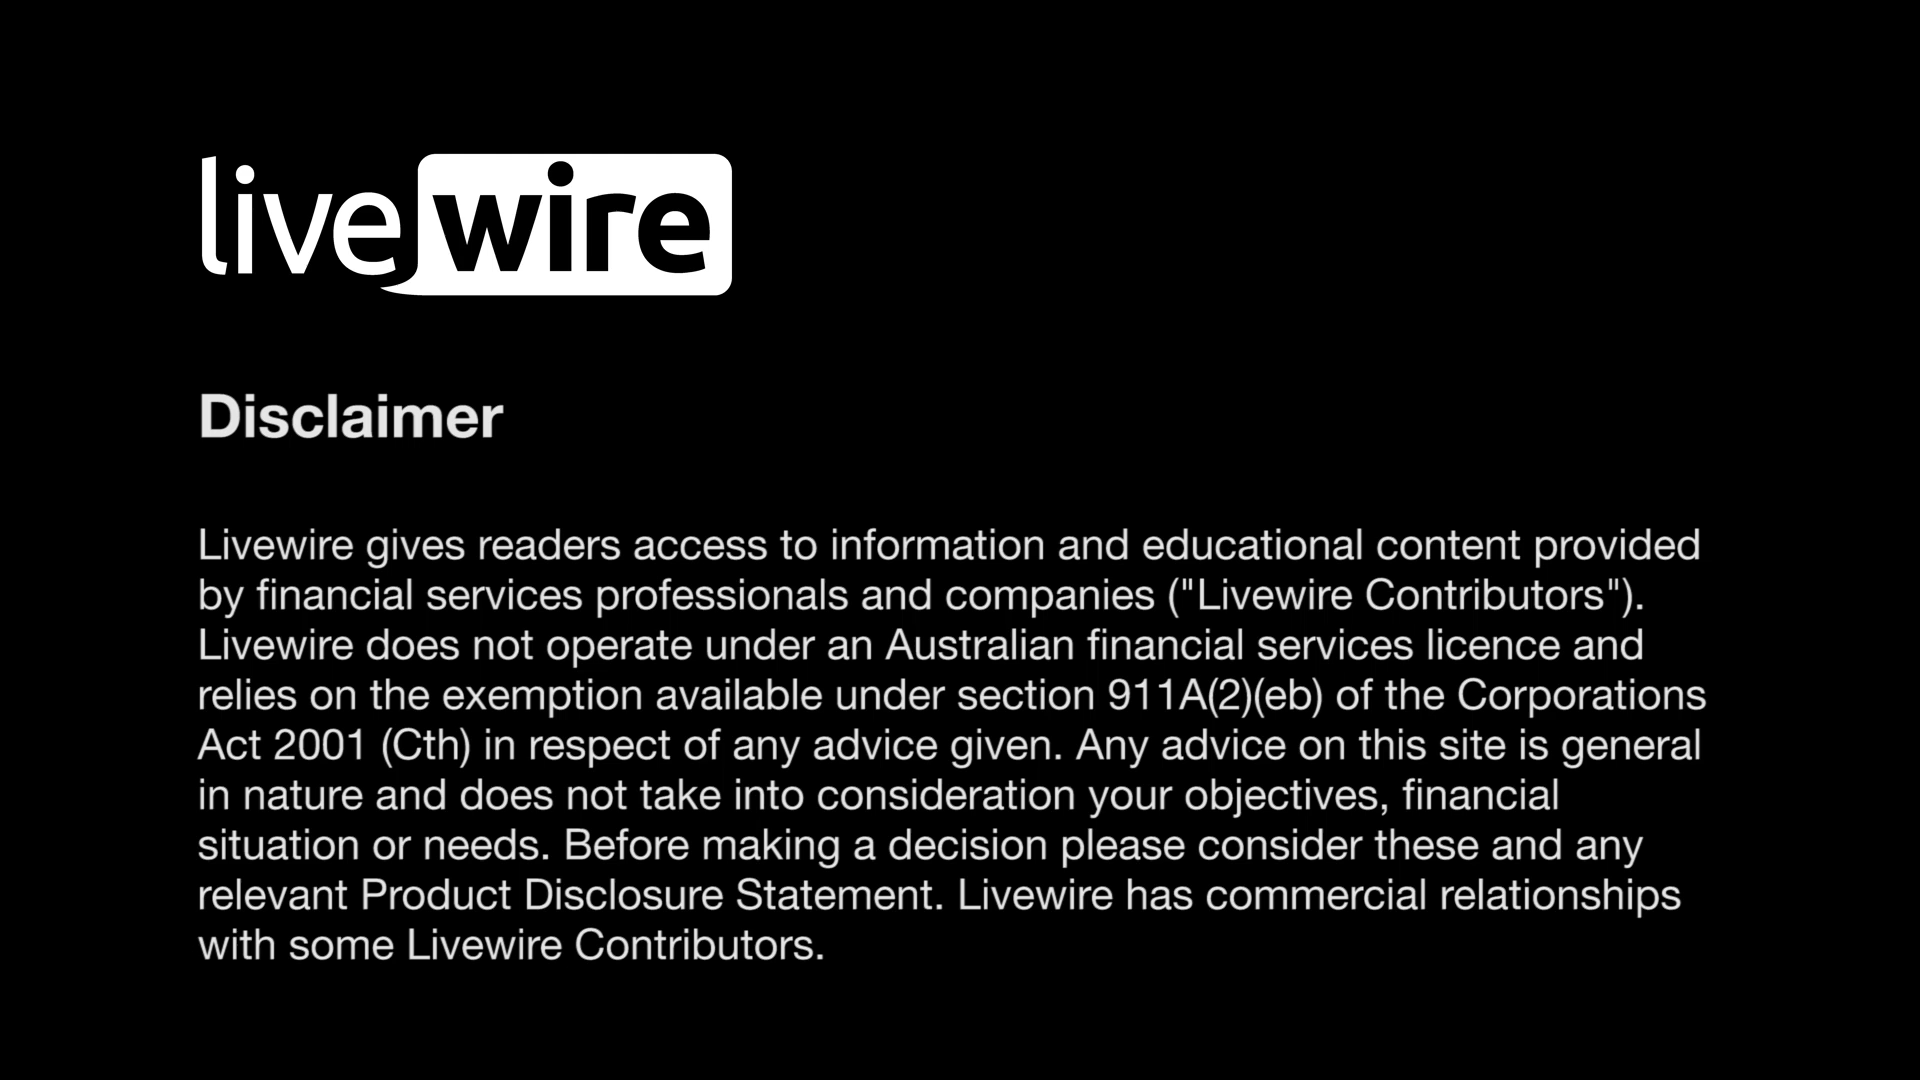 livewire
Disclaimer
Livewire gives readers access to information and educational content provided
by financial services professionals and companies ("Livewire Contributors").
Livewire does not operate under an Australian financial services licence and
relies on the exemption available under section 911A(2)(eb) of the Corporations
Act 2001 (Cth) in respect of any advice given. Any advice on this site is general
in nature and does not take into consideration your objectives, financial
situation or needs. Before making a decision please consider these and any
relevant Product Disclosure Statement. Livewire has commercial relationships
with some Livewire Contributors.